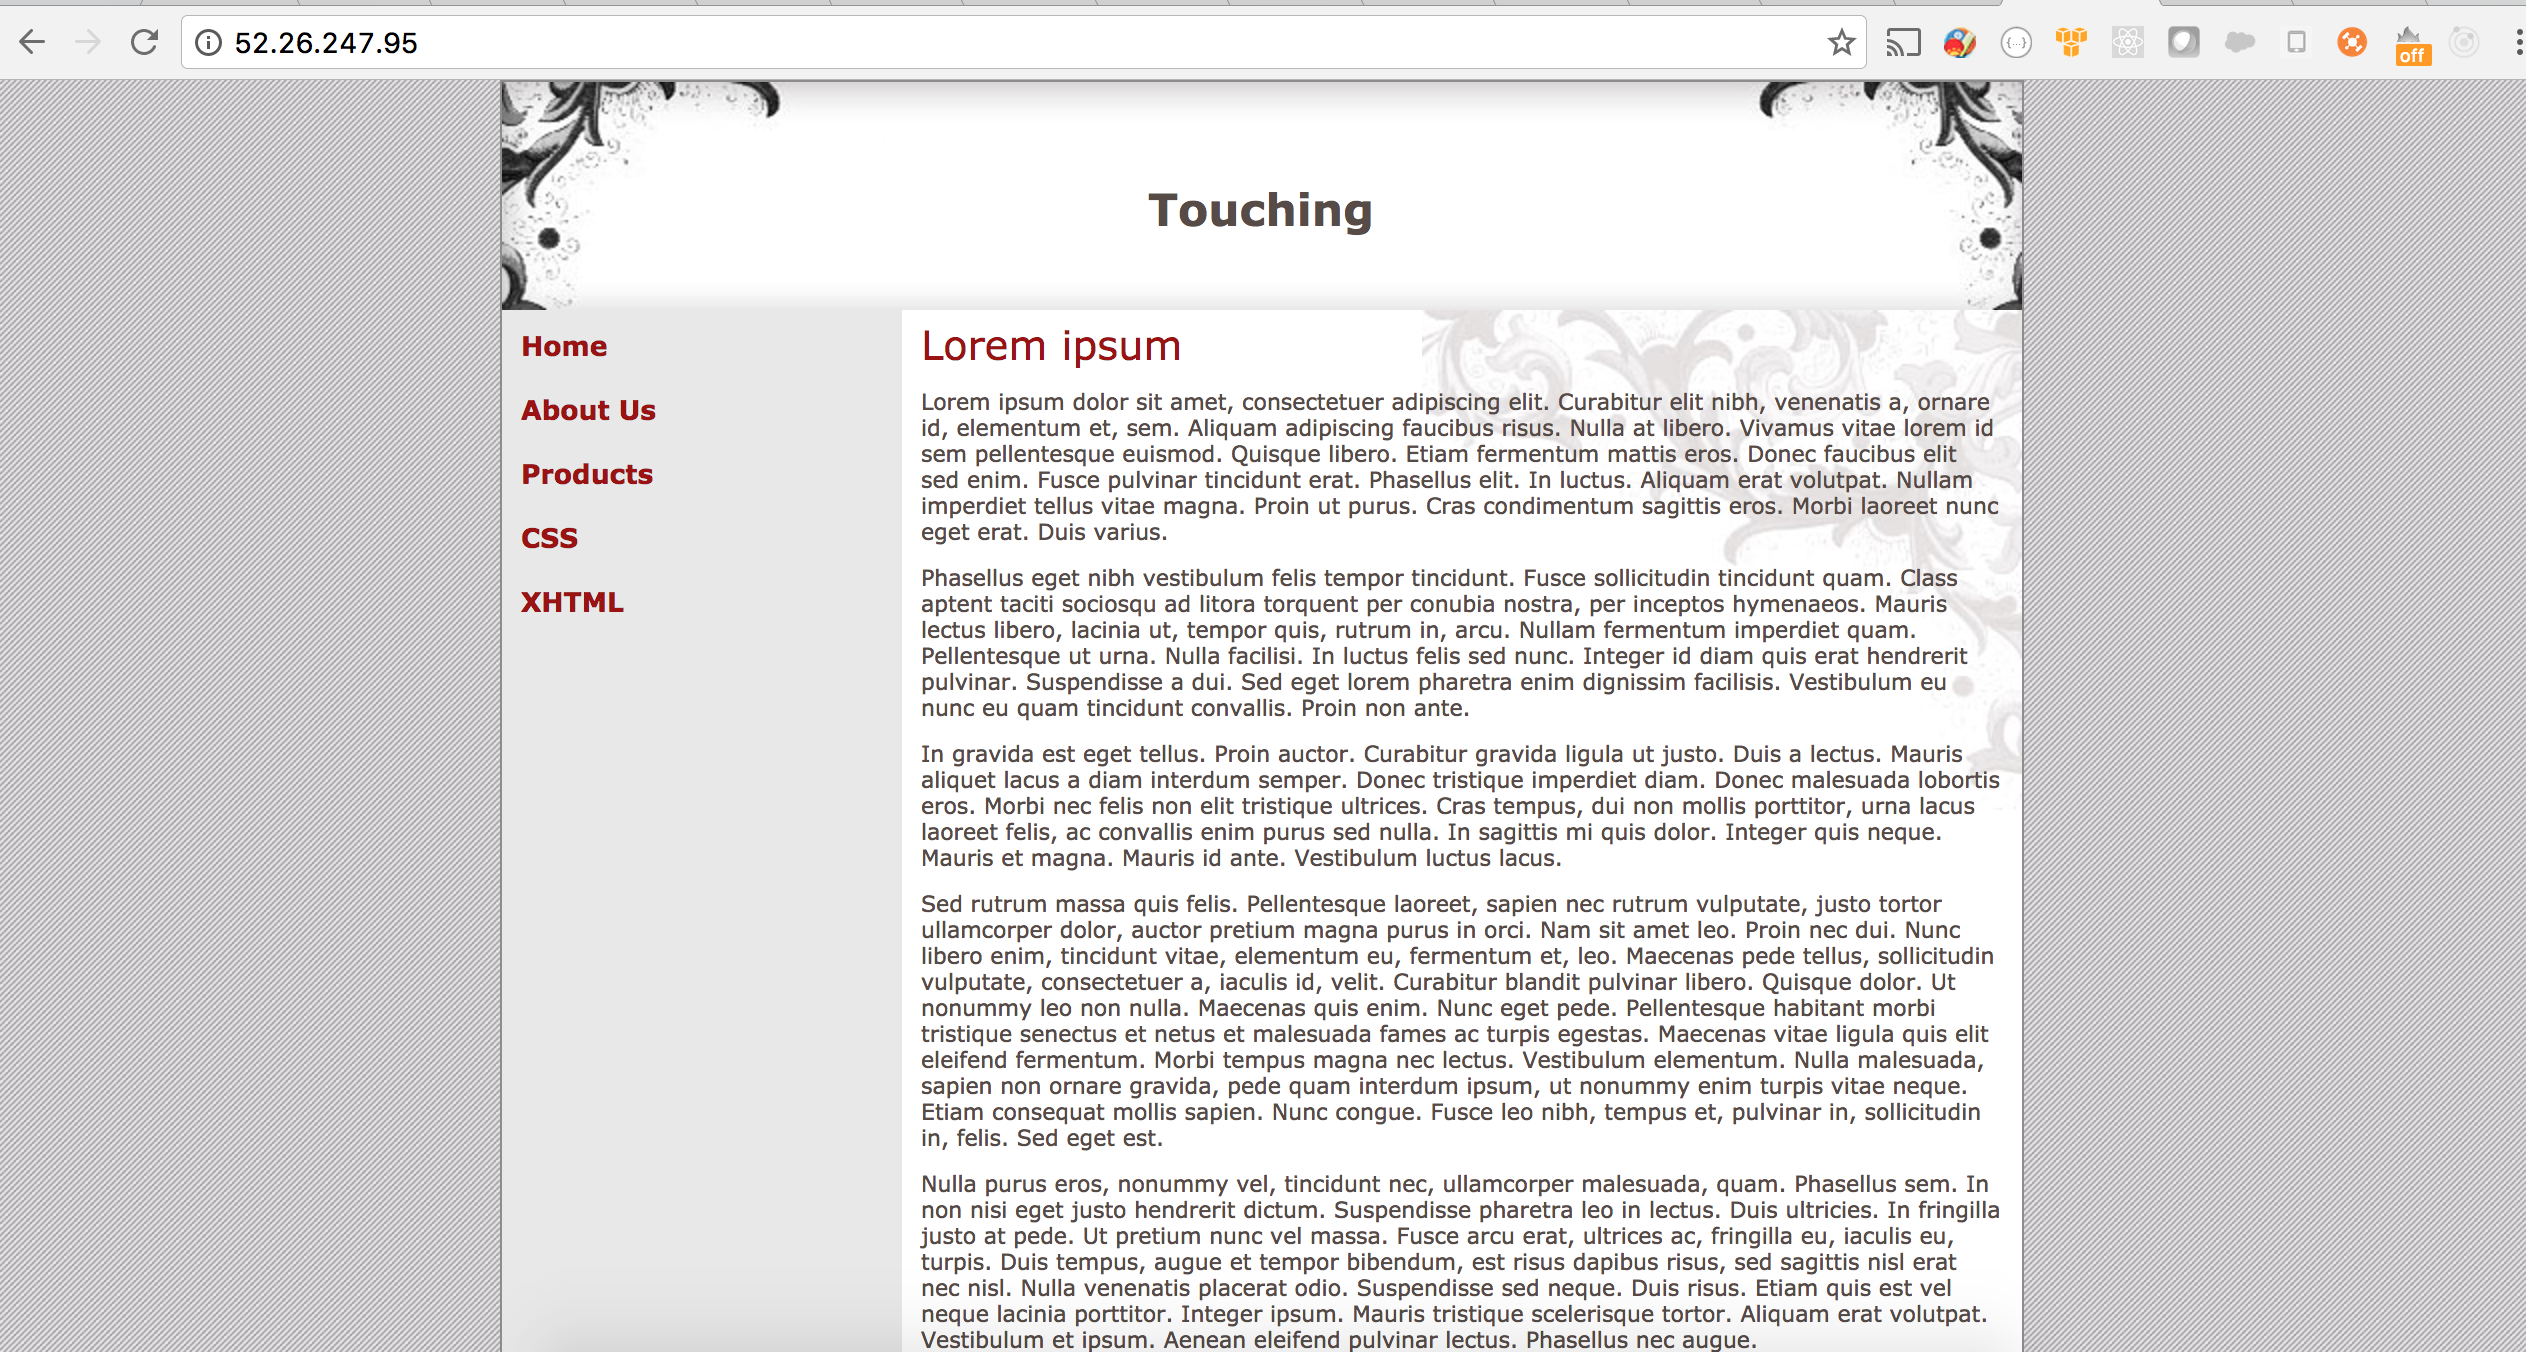 52.26.247.95
off
Touching
Home
About Us
Products
CSS
XHTML
Lorem ipsum
Lorem ipsum dolor sit amet, consectetuer adipiscing elit. Curabitur elit nibh, venenatis a, ornare
id, elementum et, sem. Aliquam adipiscing faucibus risus. Nulla at libero. Vivamus vitae lorem id
sem pellentesque euismod. Quisque libero. Etiam fermentum mattis eros. Donec faucibus elit
sed enim. Fusce pulvinar tincidunt erat. Phasellus elit. In luctus. Aliquam erat volutpat. Nullam
imperdiet tellus vitae magna. Proin ut purus. Cras condimentum sagittis eros. Morbi laoreet nunc
eget erat. Duis varius.
Phasellus eget nibh vestibulum felis tempor tincidunt. Fusce sollicitudin tincidunt quam. Class
aptent taciti sociosqu ad litora torquent per conubia nostra, per inceptos hymenaeos. Mauris
lectus libero, lacinia ut, tempor quis, rutrum in, arcu. Nullam fermentum imperdiet quam.
Pellentesque ut urna. Nulla facilisi. In luctus felis sed nunc. Integer id diam quis erat hendrerit
pulvinar. Suspendisse a dui. Sed eget lorem pharetra enim dignissim facilisis. Vestibulum eu
nunc eu quam tincidunt convallis. Proin non ante.
In gravida est eget tellus. Proin auctor. Curabitur gravida ligula ut justo. Duis a lectus. Mauris
aliquet lacus a diam interdum semper. Donec tristique imperdiet diam. Donec malesuada lobortis
eros. Morbi nec felis non elit tristique ultrices. Cras tempus, dui non mollis porttitor, urna lacus
laoreet felis, ac convallis enim purus sed nulla. In sagittis mi quis dolor. Integer quis neque.
Mauris et magna. Mauris id ante. Vestibulum luctus lacus.
Sed rutrum massa quis felis. Pellentesque laoreet, sapien nec rutrum vulputate, justo tortor
ullamcorper dolor, auctor pretium magna purus in orci. Nam sit amet leo. Proin nec dui. Nunc
libero enim, tincidunt vitae, elementum eu, fermentum et, leo. Maecenas pede tellus, sollicitudin
vulputate, consectetuer a, iaculis id, velit. Curabitur blandit pulvinar libero. Quisque dolor. Ut
nonummy leo non nulla. Maecenas quis enim. Nunc eget pede. Pellentesque habitant morbi
tristique senectus et netus et malesuada fames ac turpis egestas. Maecenas vitae ligula quis elit
eleifend fermentum. Morbi tempus magna nec lectus. Vestibulum elementum. Nulla malesuada,
sapien non ornare gravida, pede quam interdum ipsum, ut nonummy enim turpis vitae neque.
Etiam consequat mollis sapien. Nunc congue. Fusce leo nibh, tempus et, pulvinar in, sollicitudin
in, felis. Sed eget est.
Nulla purus eros, nonummy vel, tincidunt nec, ullamcorper malesuada, quam. Phasellus sem. In
non nisi eget justo hendrerit dictum. Suspendisse pharetra leo in lectus. Duis ultricies. In fringilla
justo at pede. Ut pretium nunc vel massa. Fusce arcu erat, ultrices ac, fringilla eu, iaculis eu,
turpis. Duis tempus, augue et tempor bibendum, est risus dapibus risus, sed sagittis nisl erat
nec nisl. Nulla venenatis placerat odio. Suspendisse sed neque. Duis risus. Etiam quis est vel
neque lacinia porttitor. Integer ipsum. Mauris tristique scelerisque tortor. Aliquam erat volutpat.
Vestibulum et ipsum. Aenean eleifend pulvinar lectus. Phasellus nec augue.